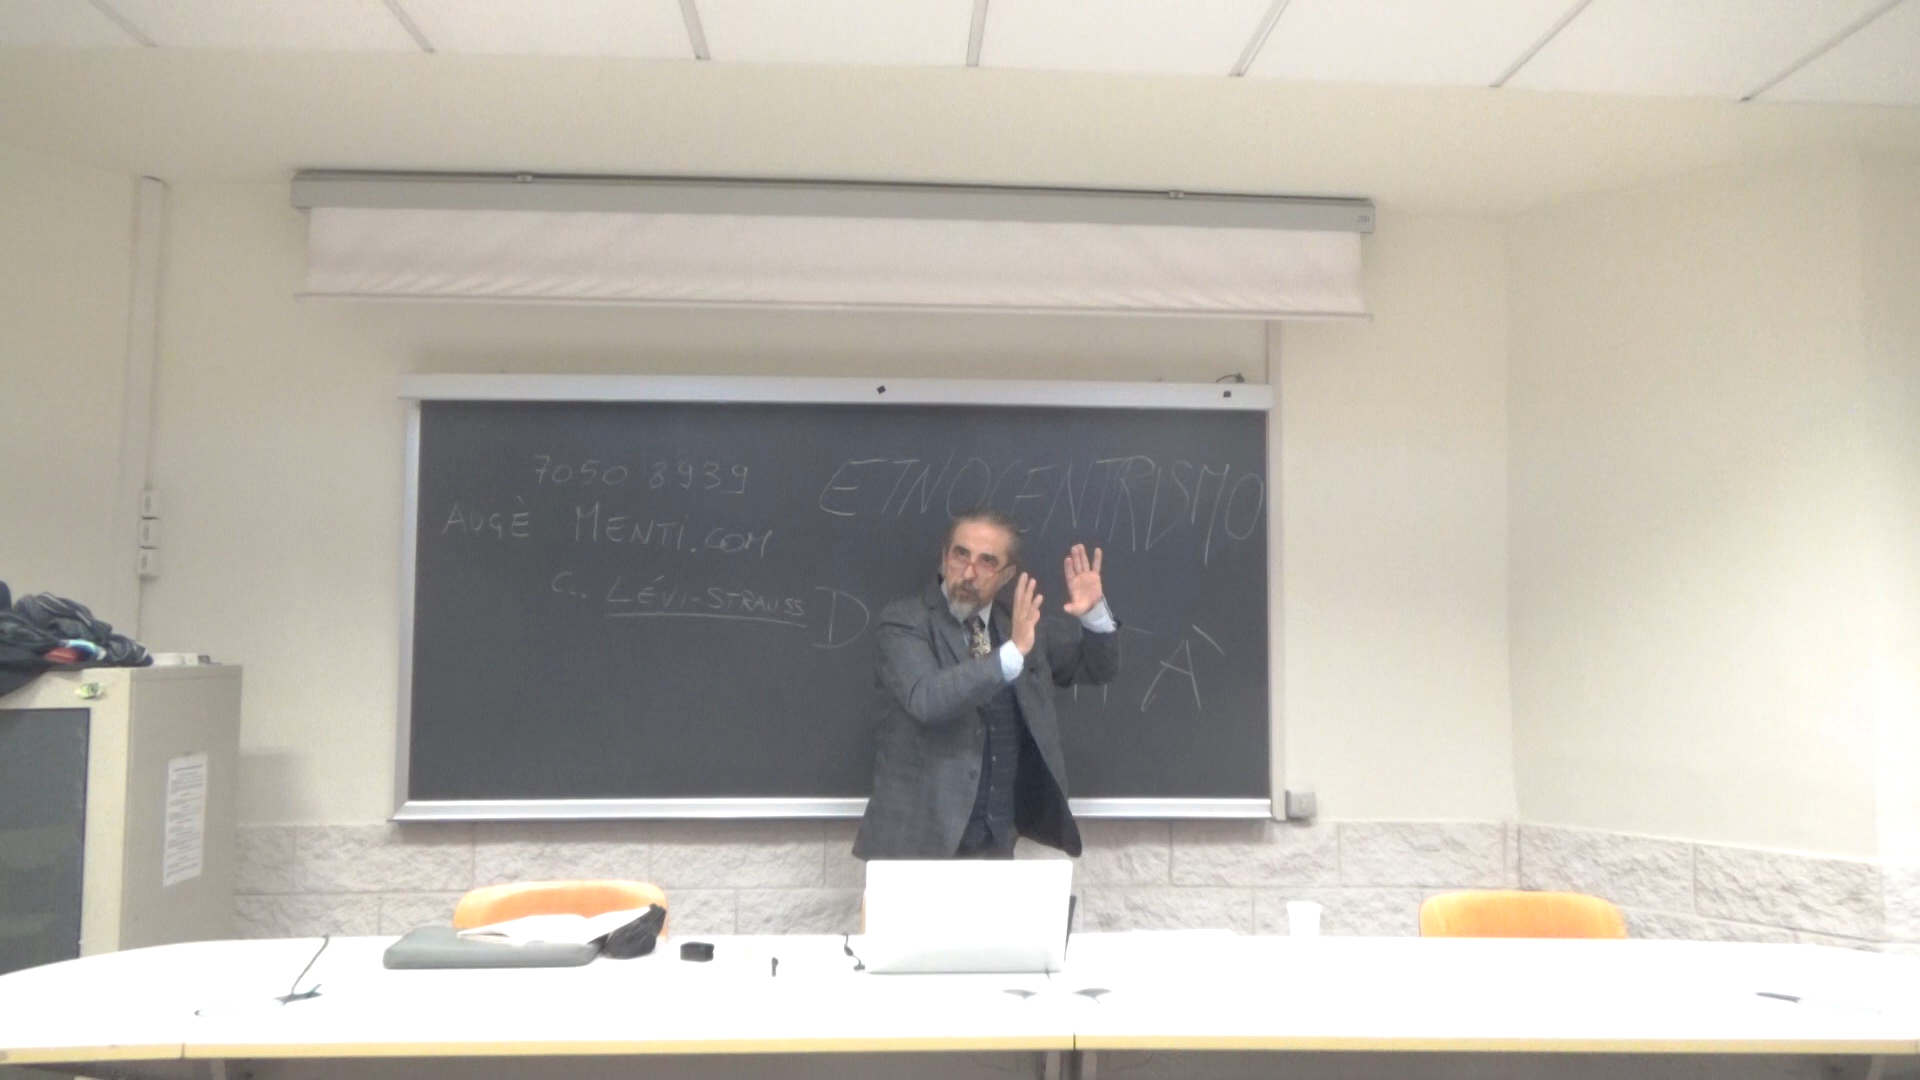 7050 8939
AUGÈ MENTI.COM
C. LÉVI-STRAUSS
ETNOCENTRISMO